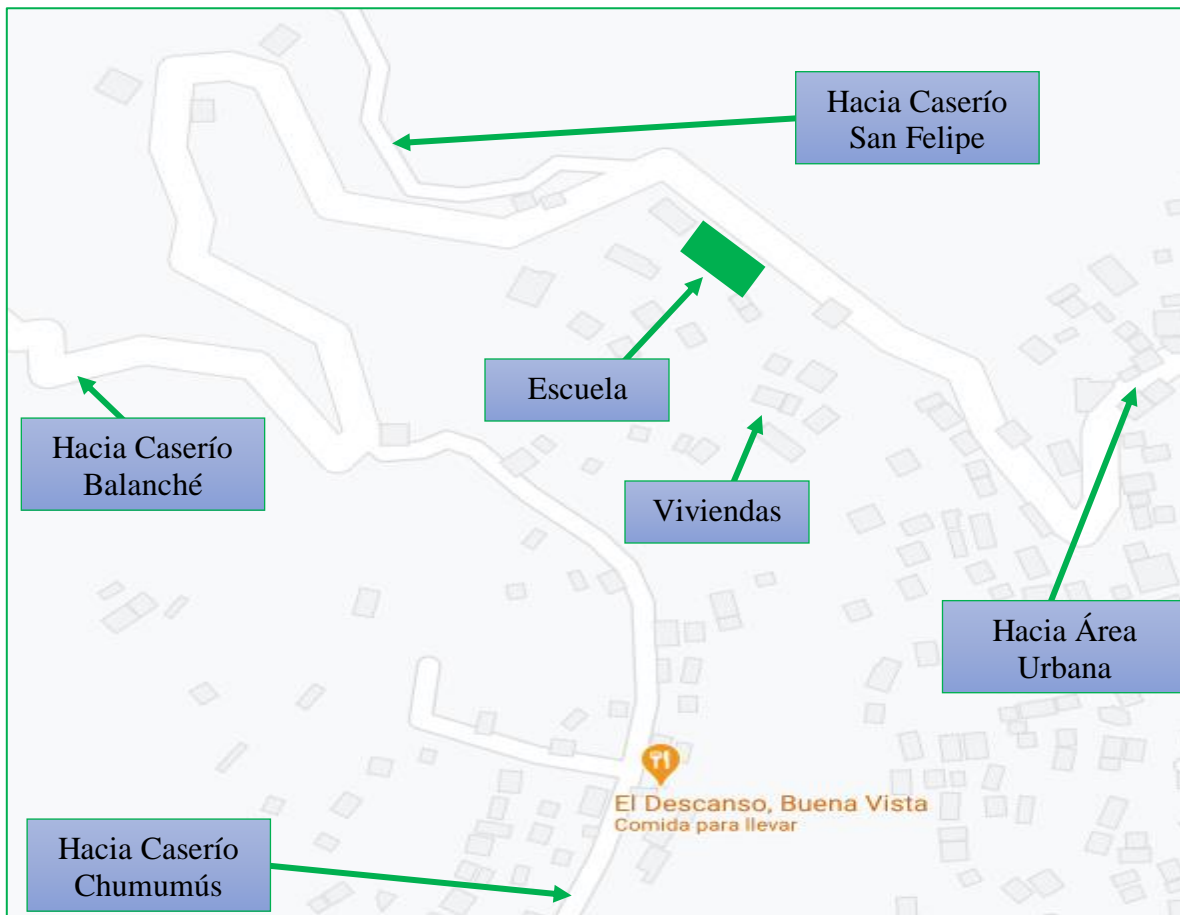 Hacia Caserío
San Felipe
Escuela
Hacia Caserío
Balanché
Viviendas
Hacia Área
Urbana
El Descanso, Buena Vista
Comida para llevar
Hacia Caserío
Chumumús